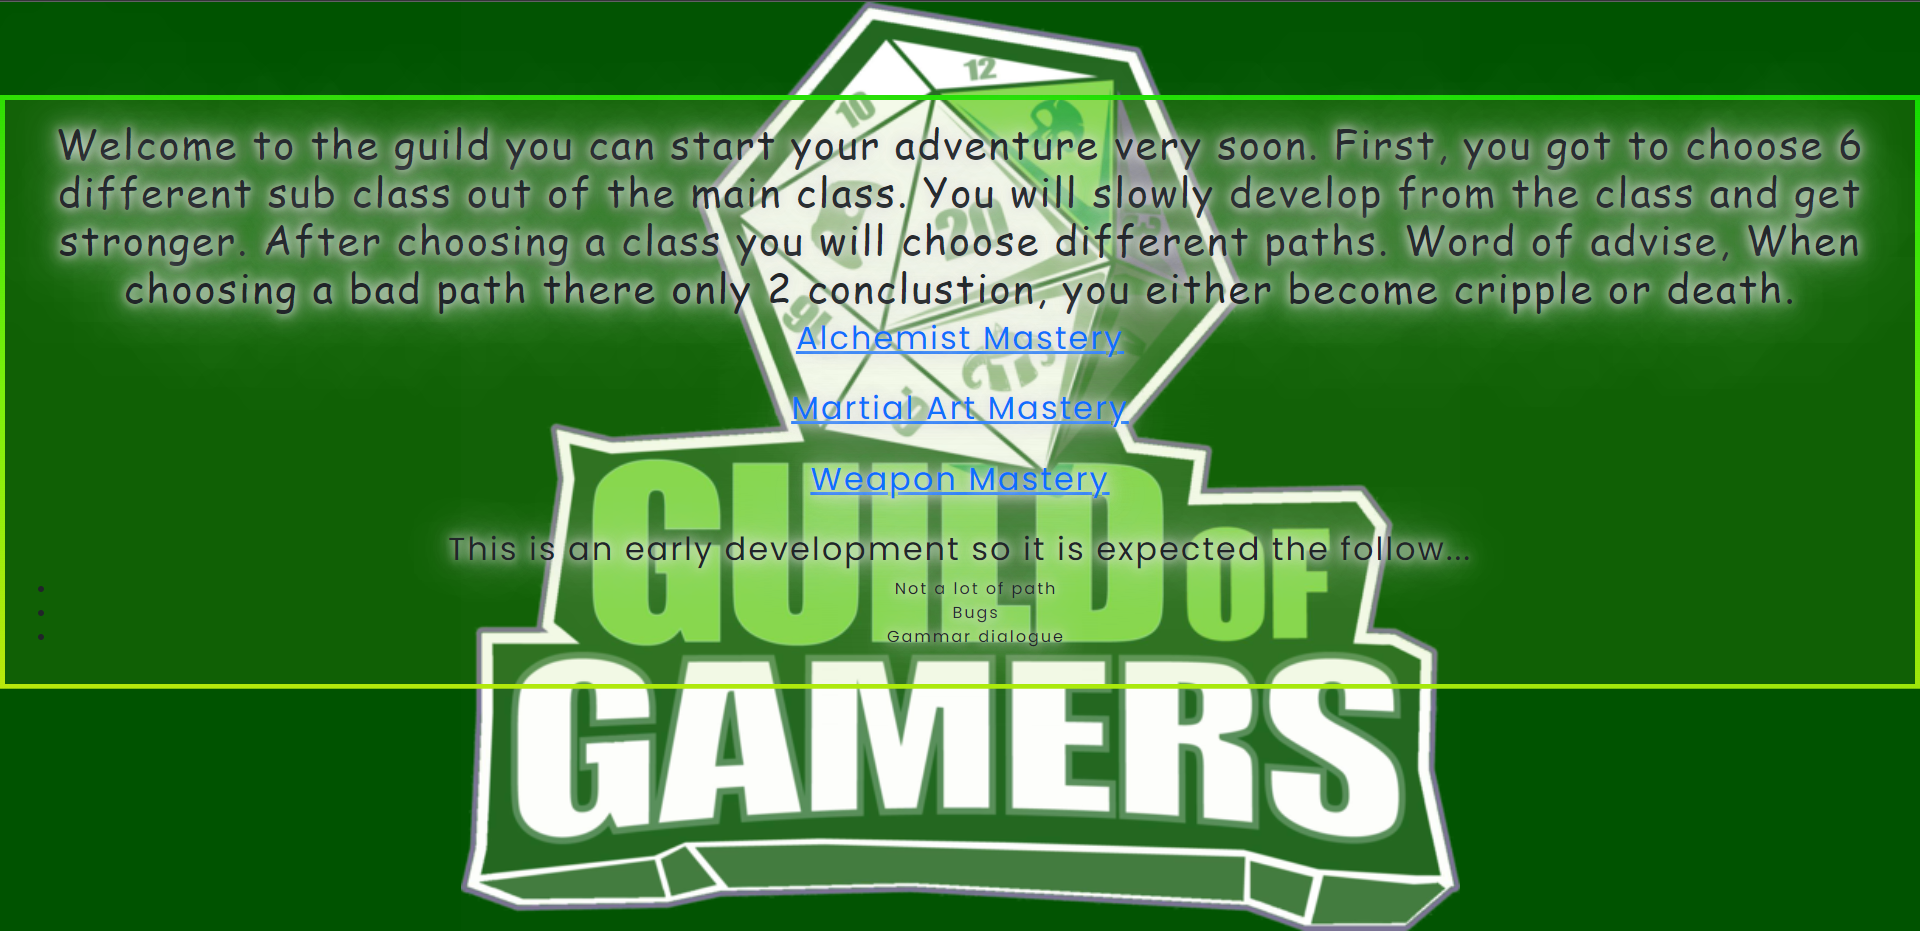 12
10
Welcome to the guild you can start your adventure very soon. First, you got to choose 6
different sub class out of the main class. You will slowly develop from the class and get
stronger. After choosing a class you will choose different paths. Word of advise, When
choosing a bad path there only 2 conclustion, you either become cripple or death.
20
16
Alchemist Mastery
Martial Art Mastery
Weapon Mastery
This is an early development so it is expected the follow...
Not a lot of path
Bugs
Gammar dialogue
GUILD OF
GAMERS